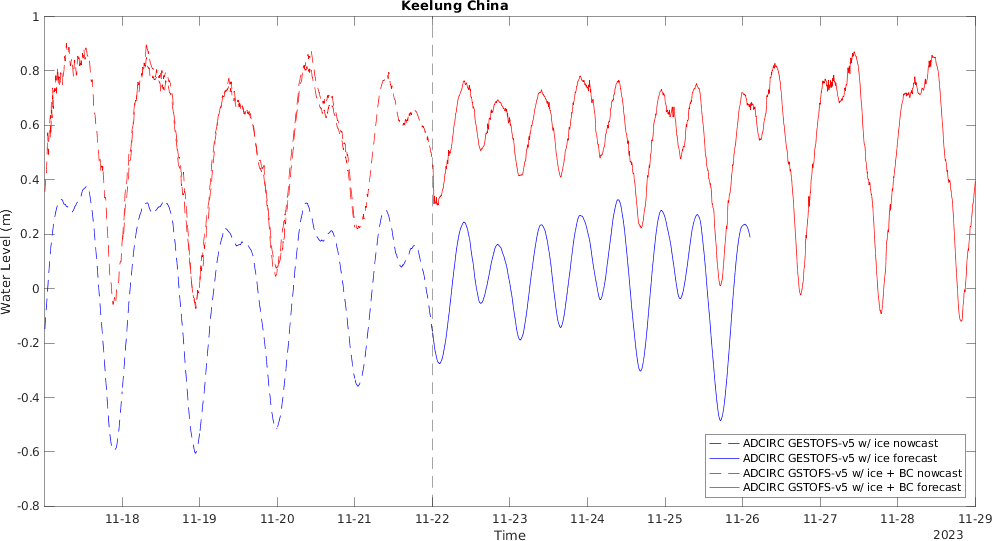 Keelung China
Water Level (m)
1
0.8
0.6
0.4
0.2
0
-0.2
-0.4
-0.6
-0.8
ADCIRC GESTOFS-v5 w/ ice nowcast
ADCIRC GESTOFS-v5 w/ ice forecast
ADCIRC GSTOFS-v5 w/ ice + BC nowcast
ADCIRC GSTOFS-v5 w/ ice + BC forecast
11-18 11-19 11-20 11-21 11-22 11-23 11-24 11-25 11-26 11-27 11-28 11-29
Time
2023